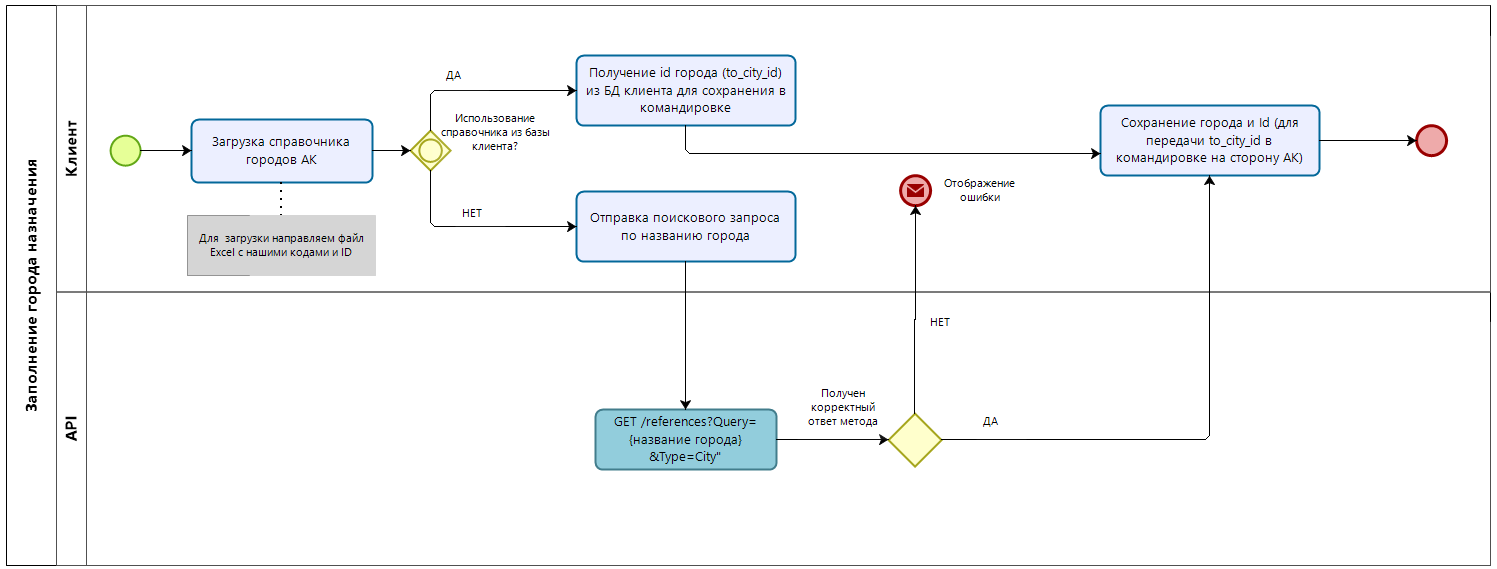 Заполнение города назначения
Клиент
Загрузка справочника
городов АК
Для загрузки направляем файл
Excel с нашими кодами и ID
Использование
справочника из базы
клиента?
ДА
Получение id города (to_city_id)
из БД клиента для сохранения в
командировке
НЕТ
Отправка поискового запроса
по названию города
Отображение
ошибки
Сохранение города и Id (для
передачи to_city_id в
командировке на сторону АК)
API
GET /references?Query=
{название города}
&Type=City"
Получен
корректный
ответ метода
НЕТ
ДА